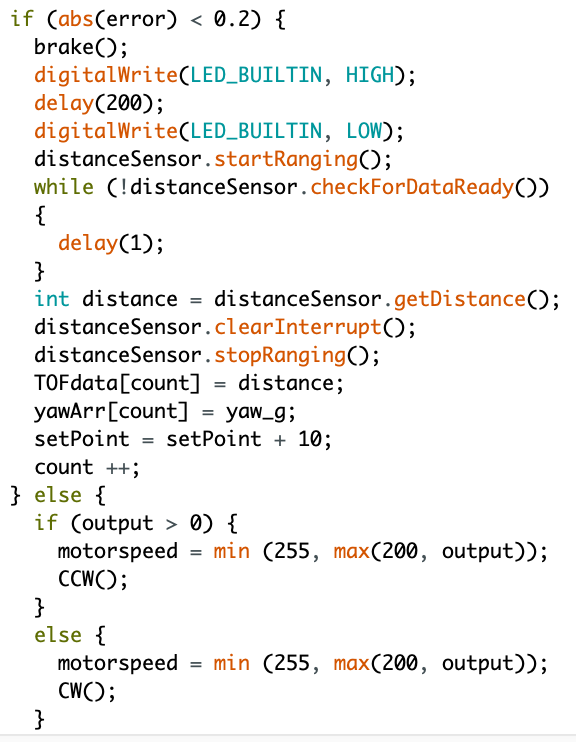 if (abs(error) < 0.2) {
  brake();
  digitalWrite(LED_BUILTIN, HIGH);
  delay(200);
  digitalWrite(LED_BUILTIN, LOW);
  distanceSensor.startRanging();
  while (!distanceSensor.checkForDataReady())
  {
    delay(1);
  }
  int distance = distanceSensor.getDistance();
  distanceSensor.clearInterrupt();
  distanceSensor.stopRanging();
  TOFdata[count] = distance;
  yawArr[count] = yaw_g;
  setPoint = setPoint + 10;
  count ++;
} else {
  if (output > 0) {
    motorspeed = min (255, max(200, output));
    CCW();
  }
  else {
    motorspeed = min (255, max(200, output));
    CW();
  }